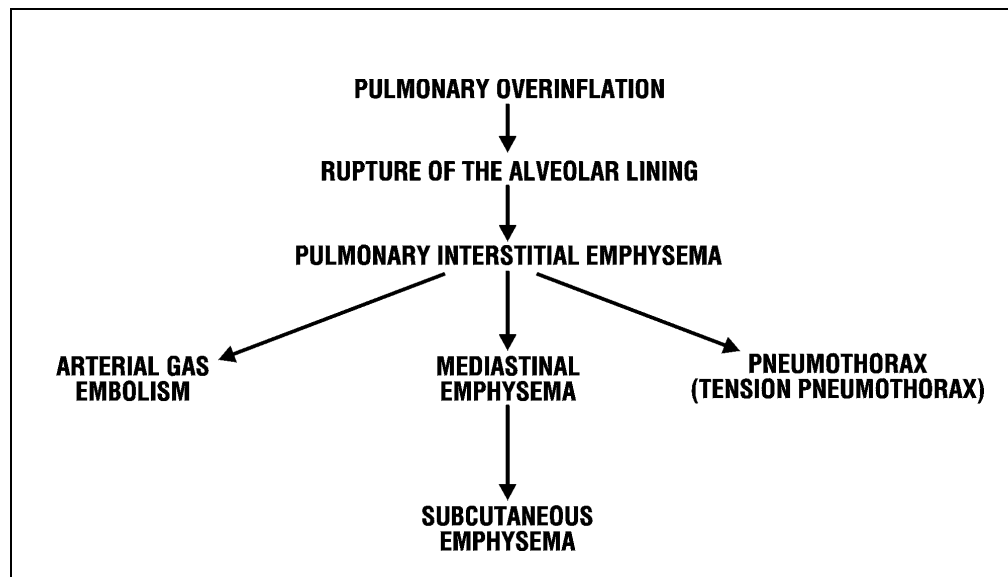 PULMONARY OVERINFLATION
RUPTURE OF THE ALVEOLAR LINING
PULMONARY INTERSTITIAL EMPHYSEMA
ARTERIAL GAS
EMBOLISM
MEDIASTINAL
EMPHYSEMA
PNEUMOTHORAX
(TENSION PNEUMOTHORAX)
SUBCUTANEOUS
EMPHYSEMA